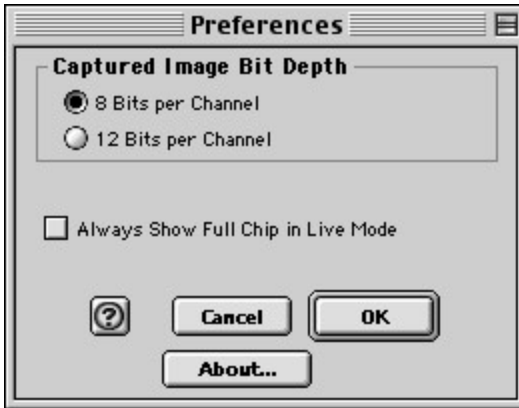 Preferences
Captured Image Bit Depth
8 Bits per Channel
12 Bits per Channel
Always Show Full Chip in Live Mode
?
Cancel
OK
About...